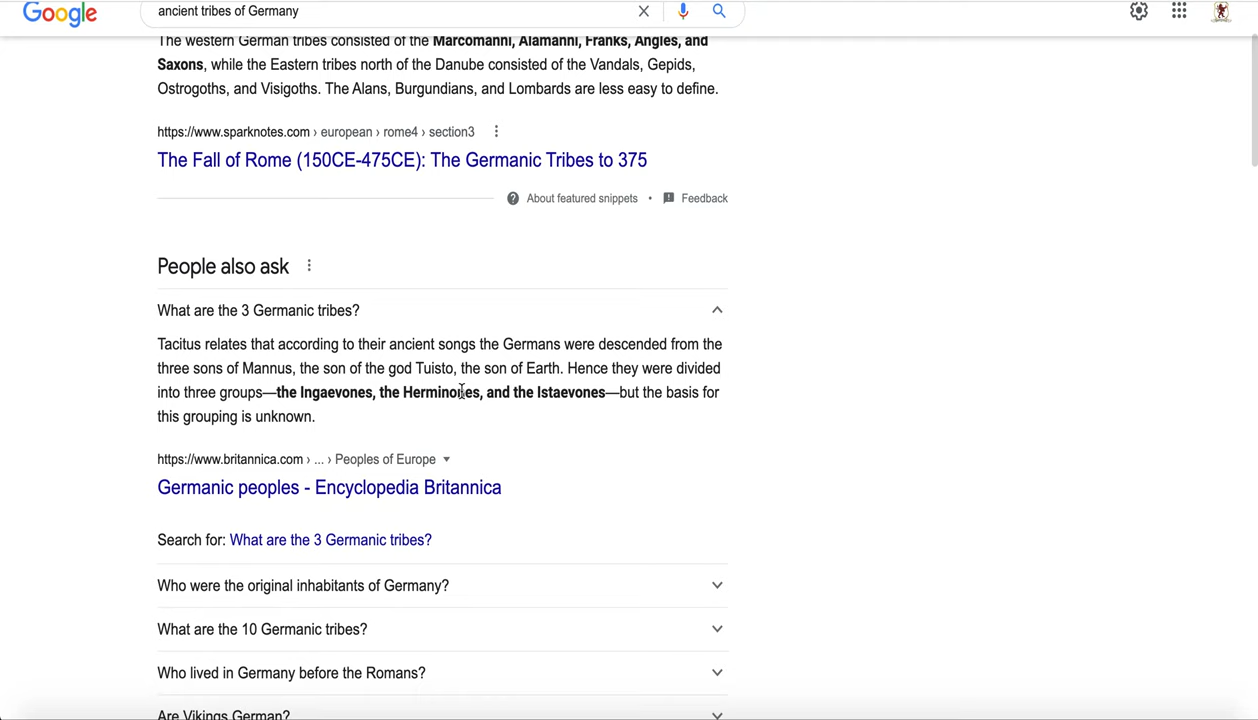 Google
ancient tribes of Germany
The western German tribes consisted of the Marcomanni, Alamanni, Franks, Angles, and
Saxons, while the Eastern tribes north of the Danube consisted of the Vandals, Gepids,
Ostrogoths, and Visigoths. The Alans, Burgundians, and Lombards are less easy to define.
https://www.sparknotes.com › european › rome4 › section3
The Fall of Rome (150CE-475CE): The Germanic Tribes to 375
About featured snippets • Feedback
People also ask
What are the 3 Germanic tribes?
Tacitus relates that according to their ancient songs the Germans were descended from the
three sons of Mannus, the son of the god Tuisto, the son of Earth. Hence they were divided
into three groups—the Ingaevones, the Herminones, and the Istaevones—but the basis for
this grouping is unknown.
https://www.britannica.com › ... › Peoples of Europe
Germanic peoples - Encyclopedia Britannica
Search for: What are the 3 Germanic tribes?
Who were the original inhabitants of Germany?
What are the 10 Germanic tribes?
Who lived in Germany before the Romans?
Are Vikings German?